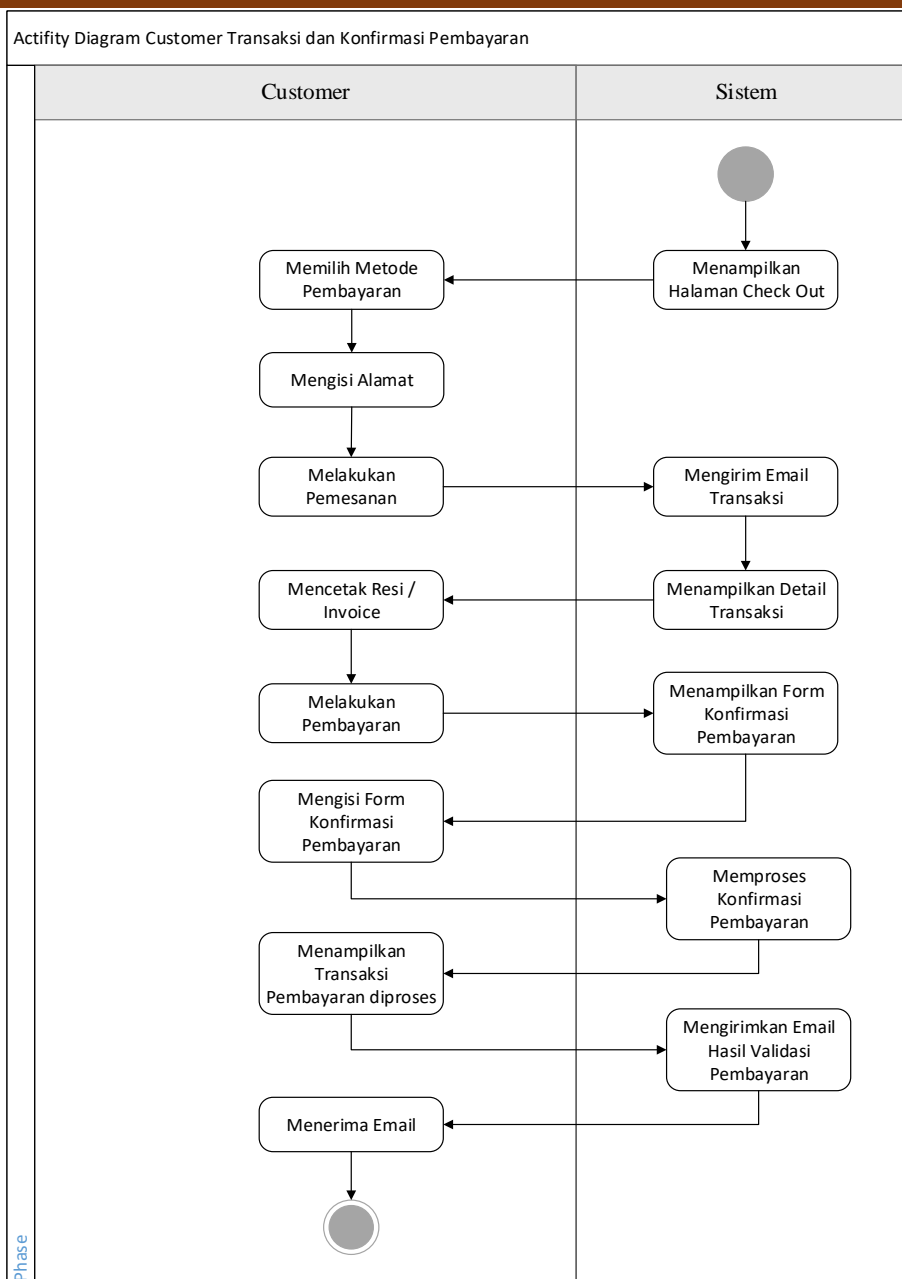 Actifity Diagram Customer Transaksi dan Konfirmasi Pembayaran
Customer
Sistem
Menampilkan
Halaman Check Out
Memilih Metode
Pembayaran
Mengisi Alamat
Melakukan
Pemesanan
Mengirim Email
Transaksi
Menampilkan Detail
Transaksi
Mencetak Resi /
Invoice
Melakukan
Pembayaran
Menampilkan Form
Konfirmasi
Pembayaran
Mengisi Form
Konfirmasi
Pembayaran
Memproses
Konfirmasi
Pembayaran
Menampilkan
Transaksi
Pembayaran diproses
Mengirimkan Email
Hasil Validasi
Pembayaran
Menerima Email
Phase